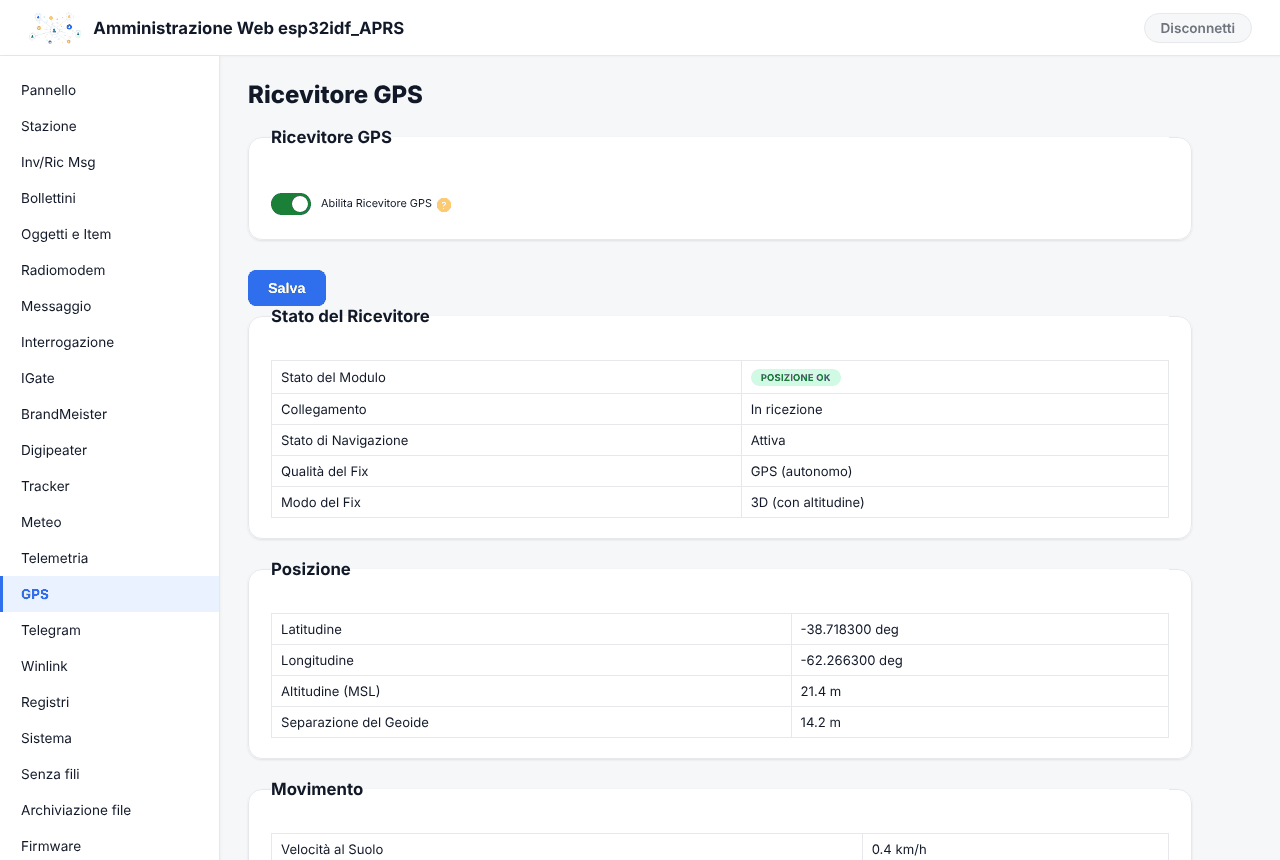 Amministrazione Web esp32idf_APRS
Disconnetti
Pannello
Stazione
Inv/Ric Msg
Bollettini
Oggetti e Item
Radiomodem
Messaggio
Interrogazione
IGate
BrandMeister
Digipeater
Tracker
Meteo
Telemetria
GPS
Telegram
Winlink
Registri
Sistema
Senza fili
Archiviazione file
Firmware
Ricevitore GPS
Ricevitore GPS
Abilita Ricevitore GPS ?
Salva
Stato del Ricevitore
Stato del Modulo POSIZIONE OK
Collegamento In ricezione
Stato di Navigazione Attiva
Qualità del Fix GPS (autonomo)
Modo del Fix 3D (con altitudine)
Posizione
Latitudine -38.718300 deg
Longitudine -62.266300 deg
Altitudine (MSL) 21.4 m
Separazione del Geoide 14.2 m
Movimento
Velocità al Suolo 0.4 km/h